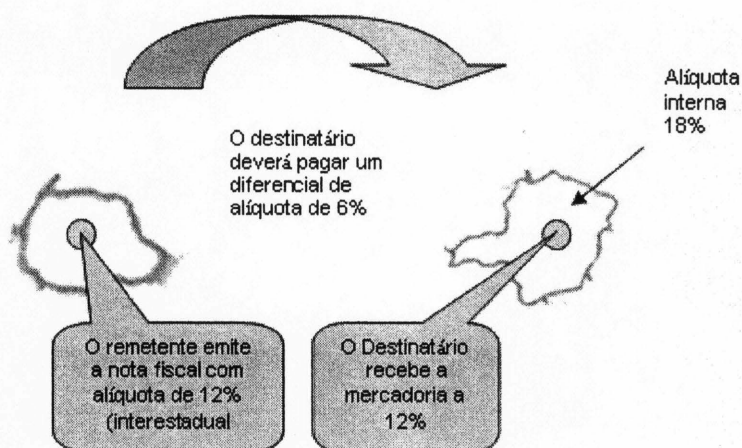 Alíquota
interna
18%
O destinatário
deverá pagar um
diferencial de
alíquota de 6%
O remetente emite
a nota fiscal com
alíquota de 12%
(interestadual
O Destinatário
recebe a
mercadoria a
12%